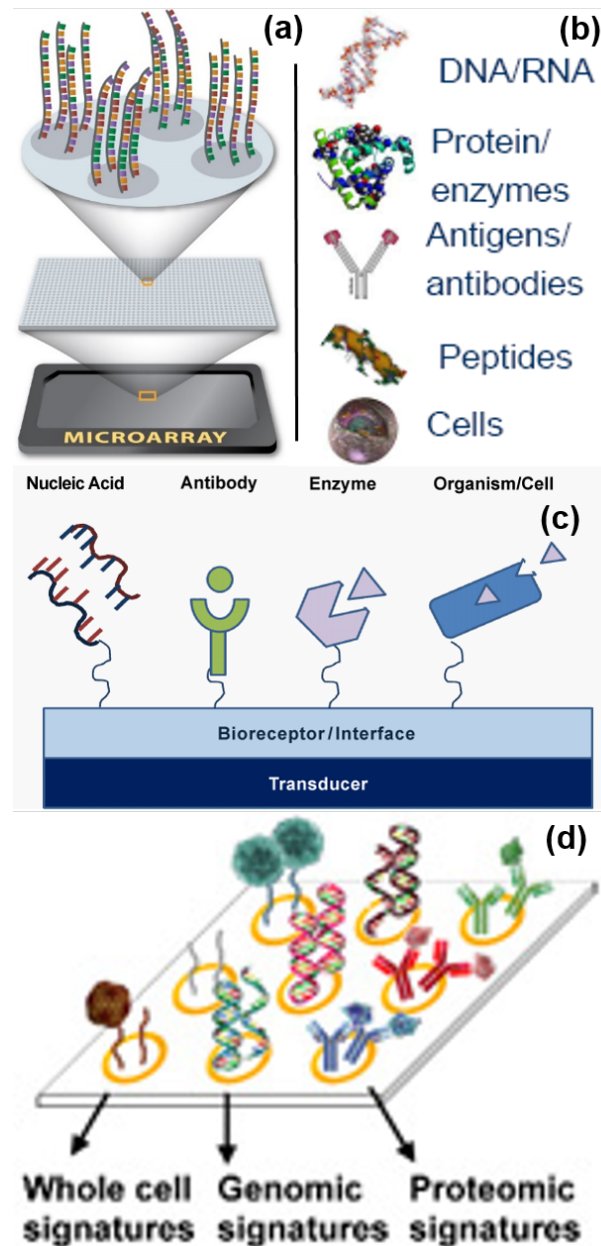 (a)
MICROARRAY
(b)
DNA/RNA
Protein/
enzymes
Antigens/
antibodies
Peptides
Cells
(c)
Nucleic Acid
Antibody
Enzyme
Organism/Cell
Bioreceptor/Interface
Transducer
(d)
Whole cell
signatures
Genomic
signatures
Proteomic
signatures